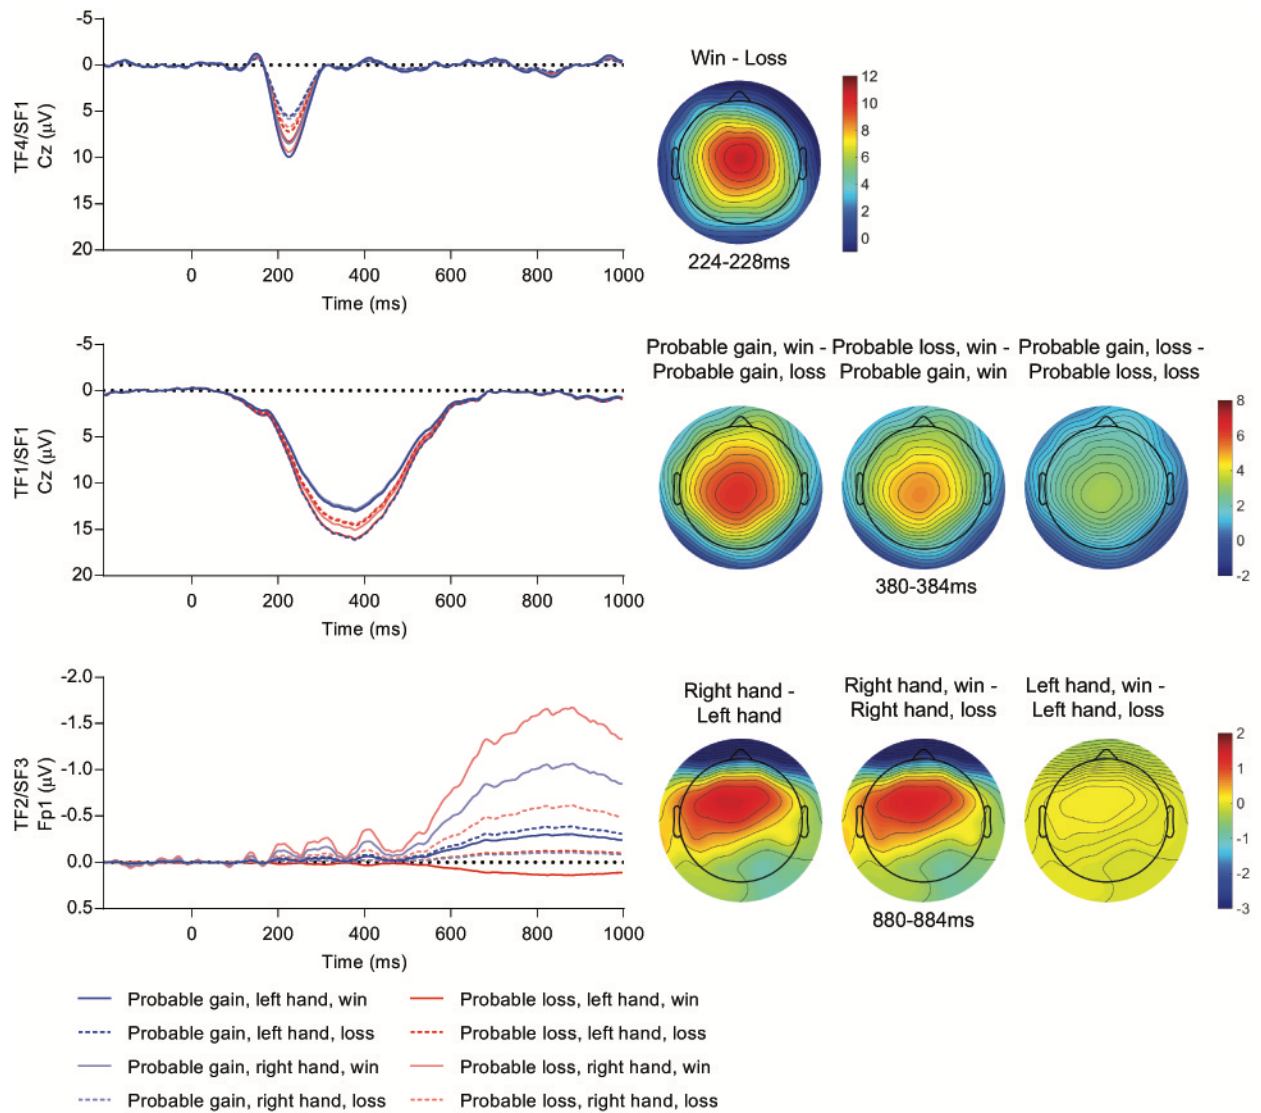 TF4/SF1
Cz (µV)
-5
0
5
10
15
20
0 200 400 600 800 1000
Time (ms)
Win - Loss
224-228ms
12
10
8
6
4
2
0
TF1/SF1
Cz (µV)
-5
0
5
10
15
20
0 200 400 600 800 1000
Time (ms)
Probable gain, win -
Probable gain, loss
Probable loss, win -
Probable gain, win
Probable gain, loss -
Probable loss, loss
380-384ms
8
6
4
2
0
-2
TF2/SF3
Fp1 (µV)
-2.0
-1.5
-1.0
-0.5
0.0
0.5
0 200 400 600 800 1000
Time (ms)
Right hand -
Left hand
Right hand, win -
Right hand, loss
Left hand, win -
Left hand, loss
880-884ms
2
1
0
-1
-2
-3
Probable gain, left hand, win
Probable gain, left hand, loss
Probable gain, right hand, win
Probable gain, right hand, loss
Probable loss, left hand, win
Probable loss, left hand, loss
Probable loss, right hand, win
Probable loss, right hand, loss